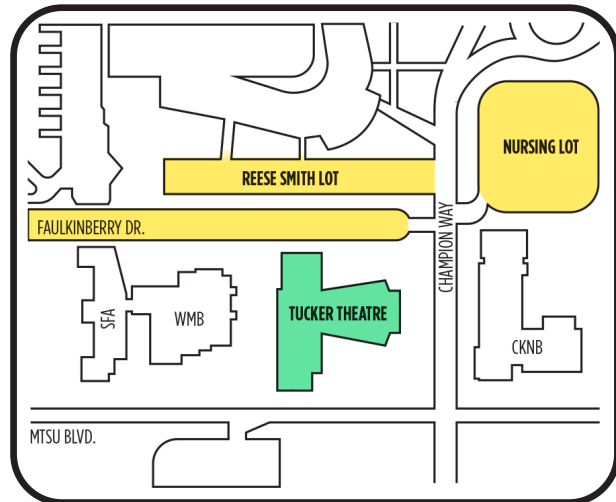 NURSING LOT
REESE SMITH LOT
FAULKINBERRY DR.
CHAMPION WAY
SFA
WMB
TUCKER THEATRE
CKNB
MTSU BLVD.